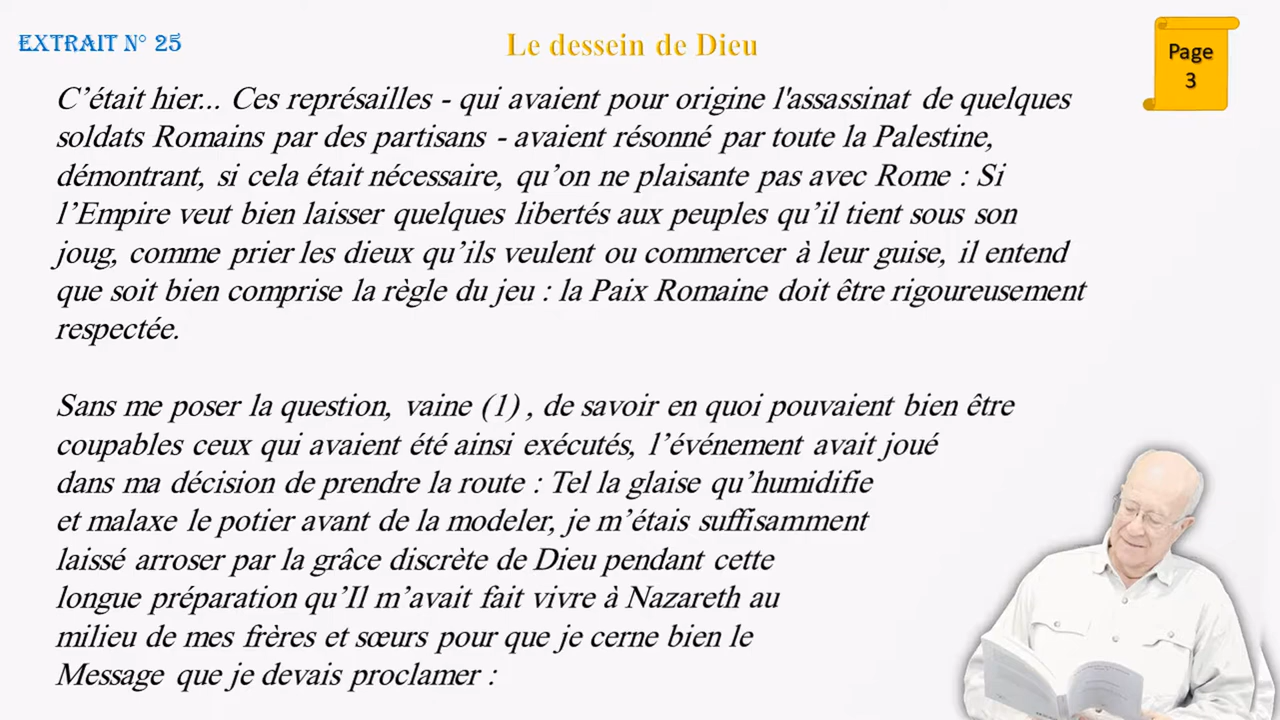 EXTRAIT N° 25
Le dessein de Dieu
Page
3
C’était hier... Ces représailles - qui avaient pour origine l'assassinat de quelques
soldats Romains par des partisans - avaient résonné par toute la Palestine,
démontrant, si cela était nécessaire, qu’on ne plaisante pas avec Rome : Si
l’Empire veut bien laisser quelques libertés aux peuples qu’il tient sous son
joug, comme prier les dieux qu’ils veulent ou commercer à leur guise, il entend
que soit bien comprise la règle du jeu : la Paix Romaine doit être rigoureusement
respectée.
Sans me poser la question, vaine (1) , de savoir en quoi pouvaient bien être
coupables ceux qui avaient été ainsi exécutés, l’événement avait joué
dans ma décision de prendre la route : Tel la glaise qu’humidifie
et malaxe le potier avant de la modeler, je m’étais suffisamment
laissé arroser par la grâce discrète de Dieu pendant cette
longue préparation qu’Il m’avait fait vivre à Nazareth au
milieu de mes frères et sœurs pour que je cerne bien le
Message que je devais proclamer :